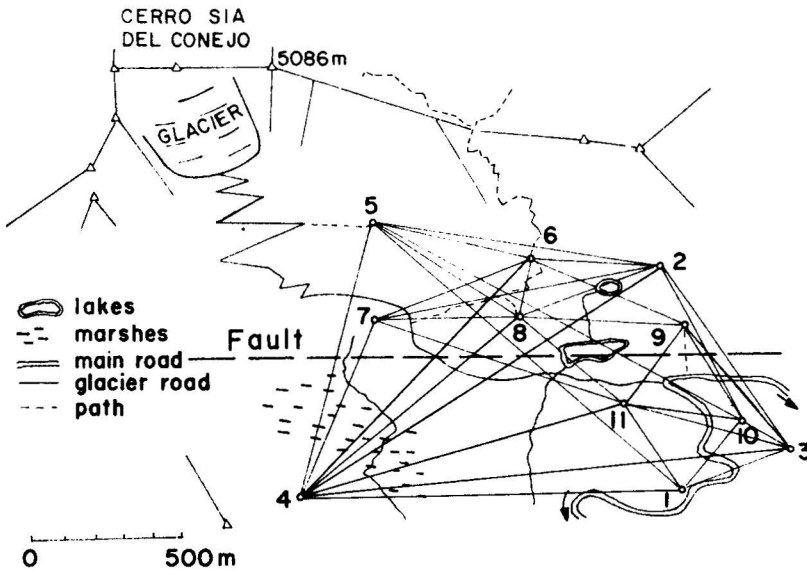 CERRO SIA
DEL CONEJO
5086m
GLACIER
5
6
2
7
8
9
lakes
marshes
main road
glacier road
path
Fault
11
10
3
4
1
0 500m